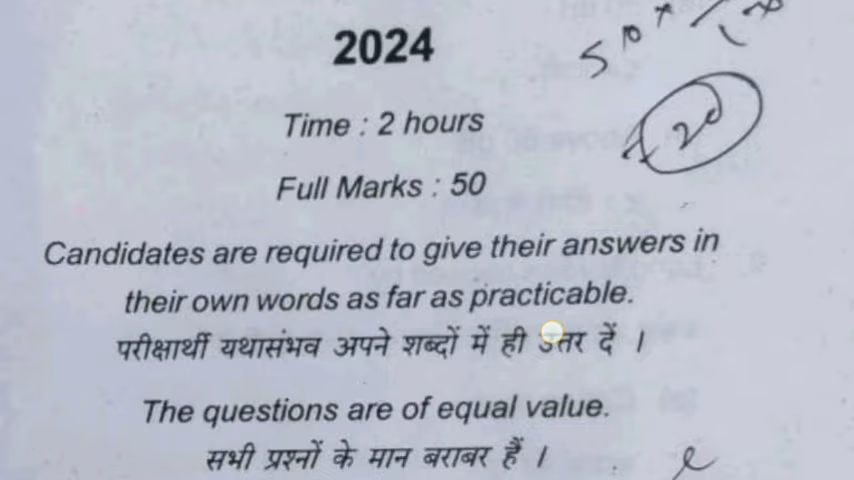 2024
Time : 2 hours
Full Marks : 50
Candidates are required to give their answers in
their own words as far as practicable.
परीक्षार्थी यथासंभव अपने शब्दों में ही उत्तर दें ।
The questions are of equal value.
सभी प्रश्नों के मान बराबर हैं ।